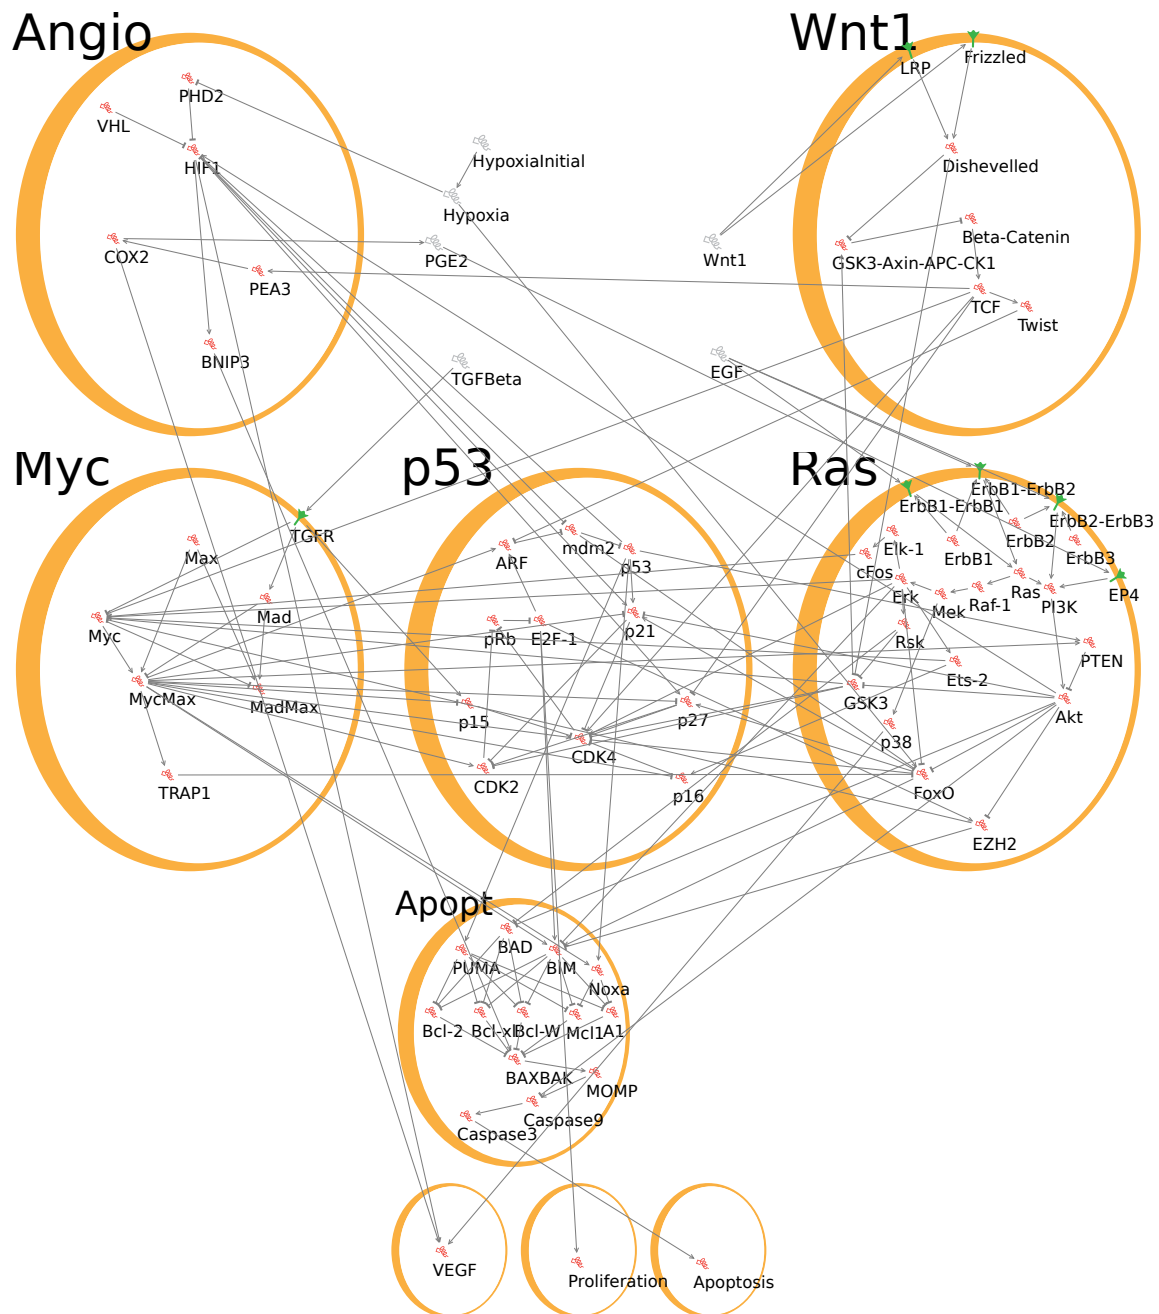 Angio
Wnt1
PHD2
VHL
HIF1
COX2
PEA3
BNIP3
HypoxiaInitial
Hypoxia
PGE2
TGFBeta
Wnt1
EGF
LRP
Frizzled
Dishevelled
Beta-Catenin
GSK3-Axin-APC-CK1
TCF
Twist
Myc
p53
Ras
TGFR
Max
Mad
Myc
MycMax
MadMax
TRAP1
mdm2
ARF
p53
pRb
E2F-1
p21
p15
p27
CDK4
CDK2
p16
ErbB1-ErbB2
ErbB1-ErbB1
ErbB2-ErbB3
ErbB2
Elk-1
ErbB1
ErbB3
cFos
Erk
Mek
Raf-1
Ras
PI3K
EP4
Rsk
PTEN
Ets-2
GSK3
Akt
p38
FoxO
EZH2
Apopt
BAD
PUMA
BIM
Noxa
Bcl-2
Bcl-xl
Bcl-W
Mcl1
A1
BAXBAK
MOMP
Caspase9
Caspase3
VEGF
Proliferation
Apoptosis